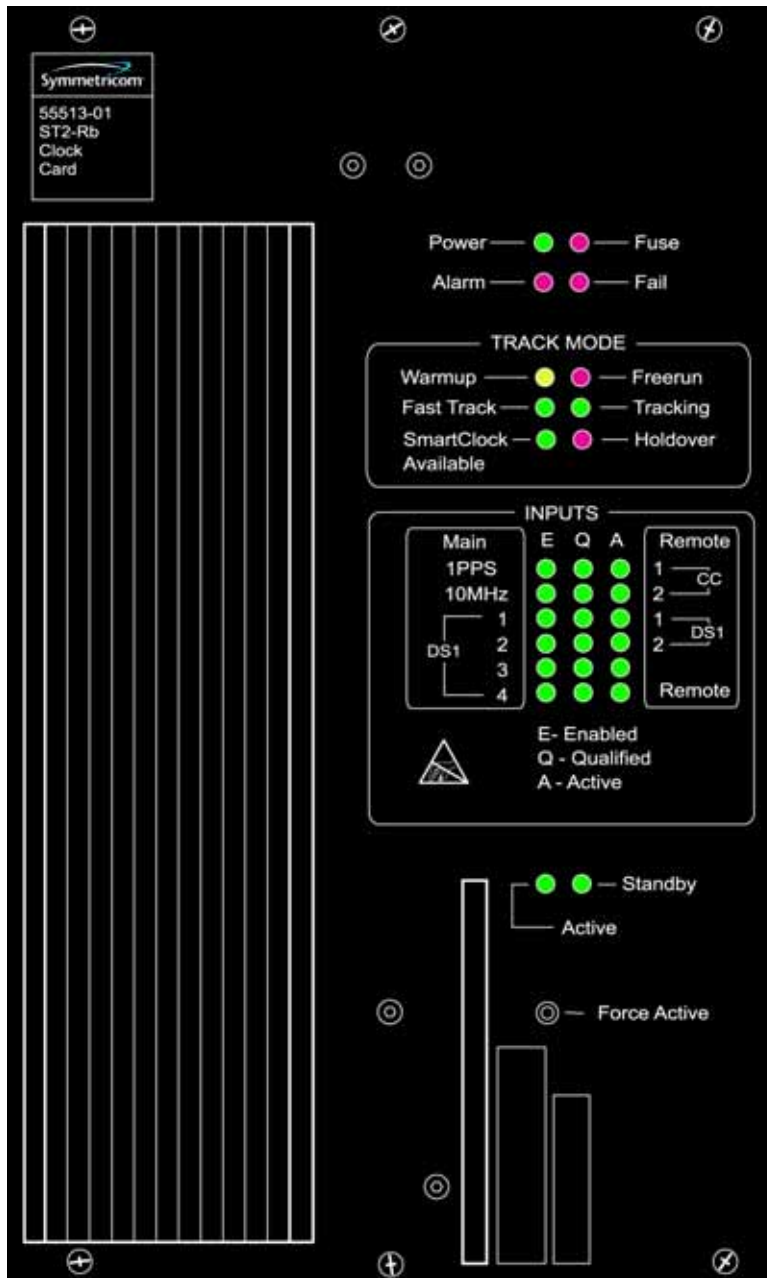 Symmetricom
55513-01
ST2-Rb
Clock
Card
Power Fuse
Alarm Fail
TRACK MODE
Warmup Freerun
Fast Track Tracking
SmartClock Holdover
Available
INPUTS
Main E Q A Remote
1PPS 1 CC
10MHz 2
1 1 DS1
DS1 2 2
3
4 Remote
E- Enabled
Q - Qualified
A - Active
Standby
Active
Force Active